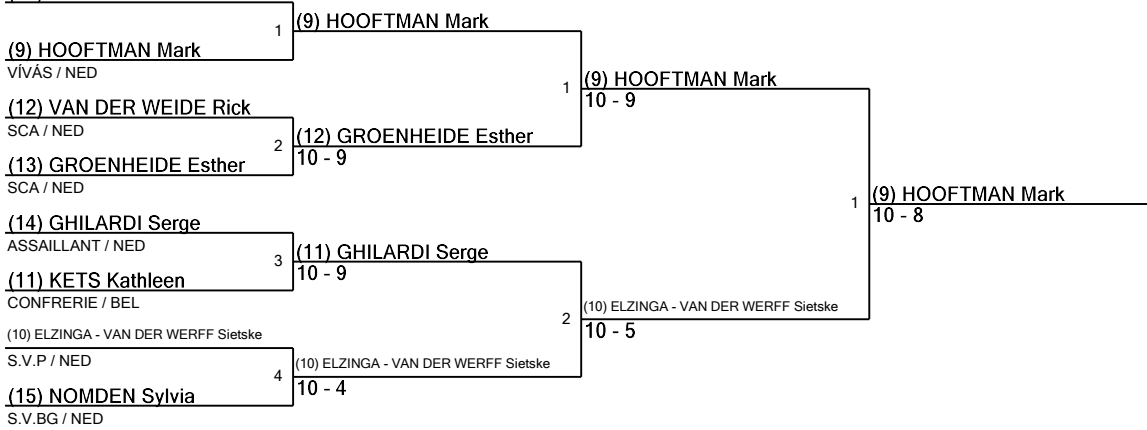 (9) HOOFTMAN Mark
VÍVÁS / NED
(12) VAN DER WEIDE Rick
SCA / NED
(13) GROENHEIDE Esther
SCA / NED
(14) GHILARDI Serge
ASSAILLANT / NED
(11) KETS Kathleen
CONFRERIE / BEL
(10) ELZINGA - VAN DER WERFF Sietske
S.V.P / NED
(15) NOMDEN Sylvia
S.V.BG / NED
1
(9) HOOFTMAN Mark
2
(12) GROENHEIDE Esther
10 - 9
3
(11) GHILARDI Serge
10 - 9
4
(10) ELZINGA - VAN DER WERFF Sietske
10 - 4
1
(9) HOOFTMAN Mark
10 - 9
2
(10) ELZINGA - VAN DER WERFF Sietske
10 - 5
1
(9) HOOFTMAN Mark
10 - 8